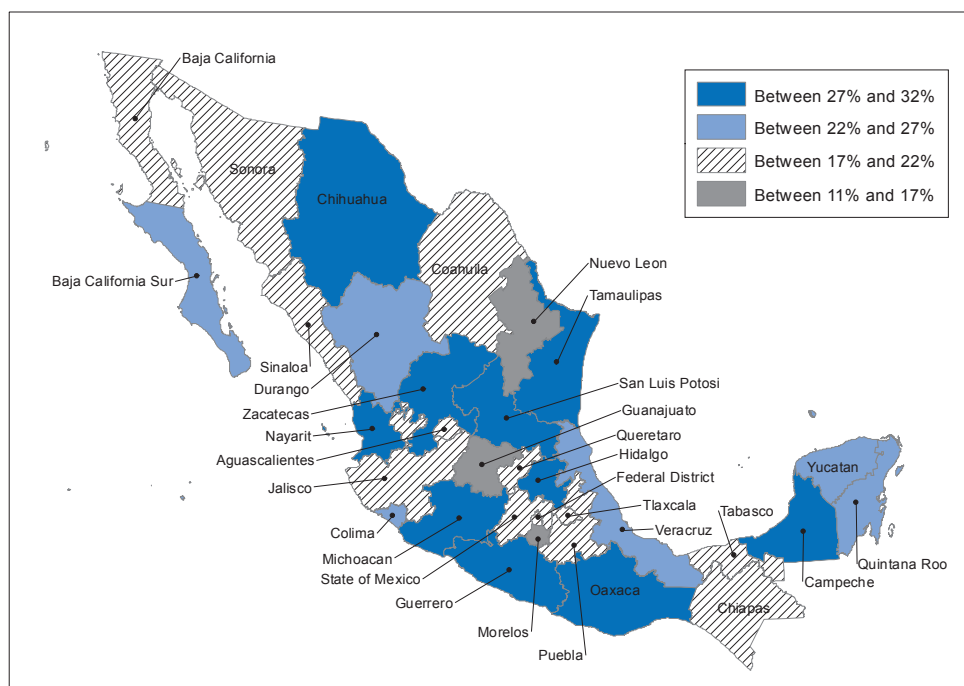 Baja California
Between 27% and 32%
Between 22% and 27%
Between 17% and 22%
Between 11% and 17%
Sonora
Chihuahua
Coahuila
Nuevo Leon
Baja California Sur
Tamaulipas
Sinaloa
Durango
San Luis Potosi
Zacatecas
Guanajuato
Nayarit
Queretaro
Hidalgo
Aguascalientes
Federal District
Yucatan
Jalisco
Tlaxcala
Tabasco
Colima
Veracruz
Michoacan
Quintana Roo
State of Mexico
Campeche
Guerrero
Oaxaca
Chiapas
Morelos
Puebla